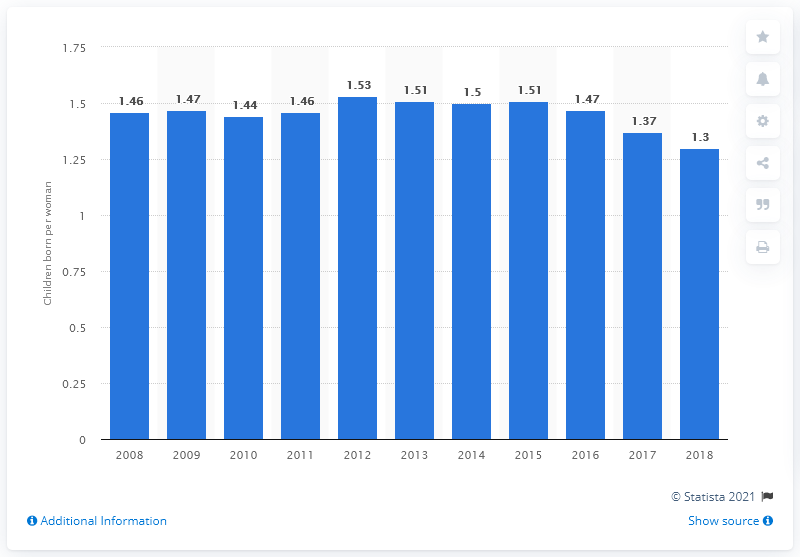 1.75
1.5
1.25
1
0.75
0.5
0.25
0
Children born per woman
1.46 1.47 1.44 1.46 1.53 1.51 1.5 1.51 1.47 1.37 1.3
2008 2009 2010 2011 2012 2013 2014 2015 2016 2017 2018
© Statista 2021
Additional Information Show source